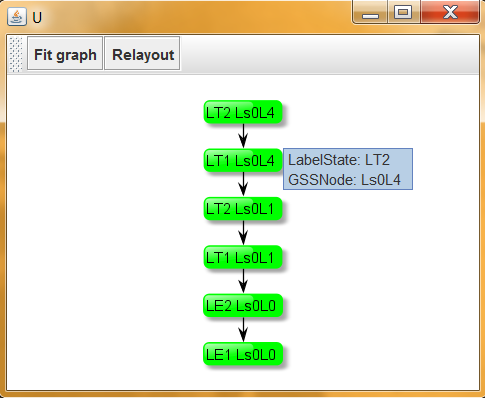 U
Fit graph Relayout
LT2 Ls0L4
LT1 Ls0L4
LabelState: LT2
GSSNode: Ls0L4
LT2 Ls0L1
LT1 Ls0L1
LE2 Ls0L0
LE1 Ls0L0